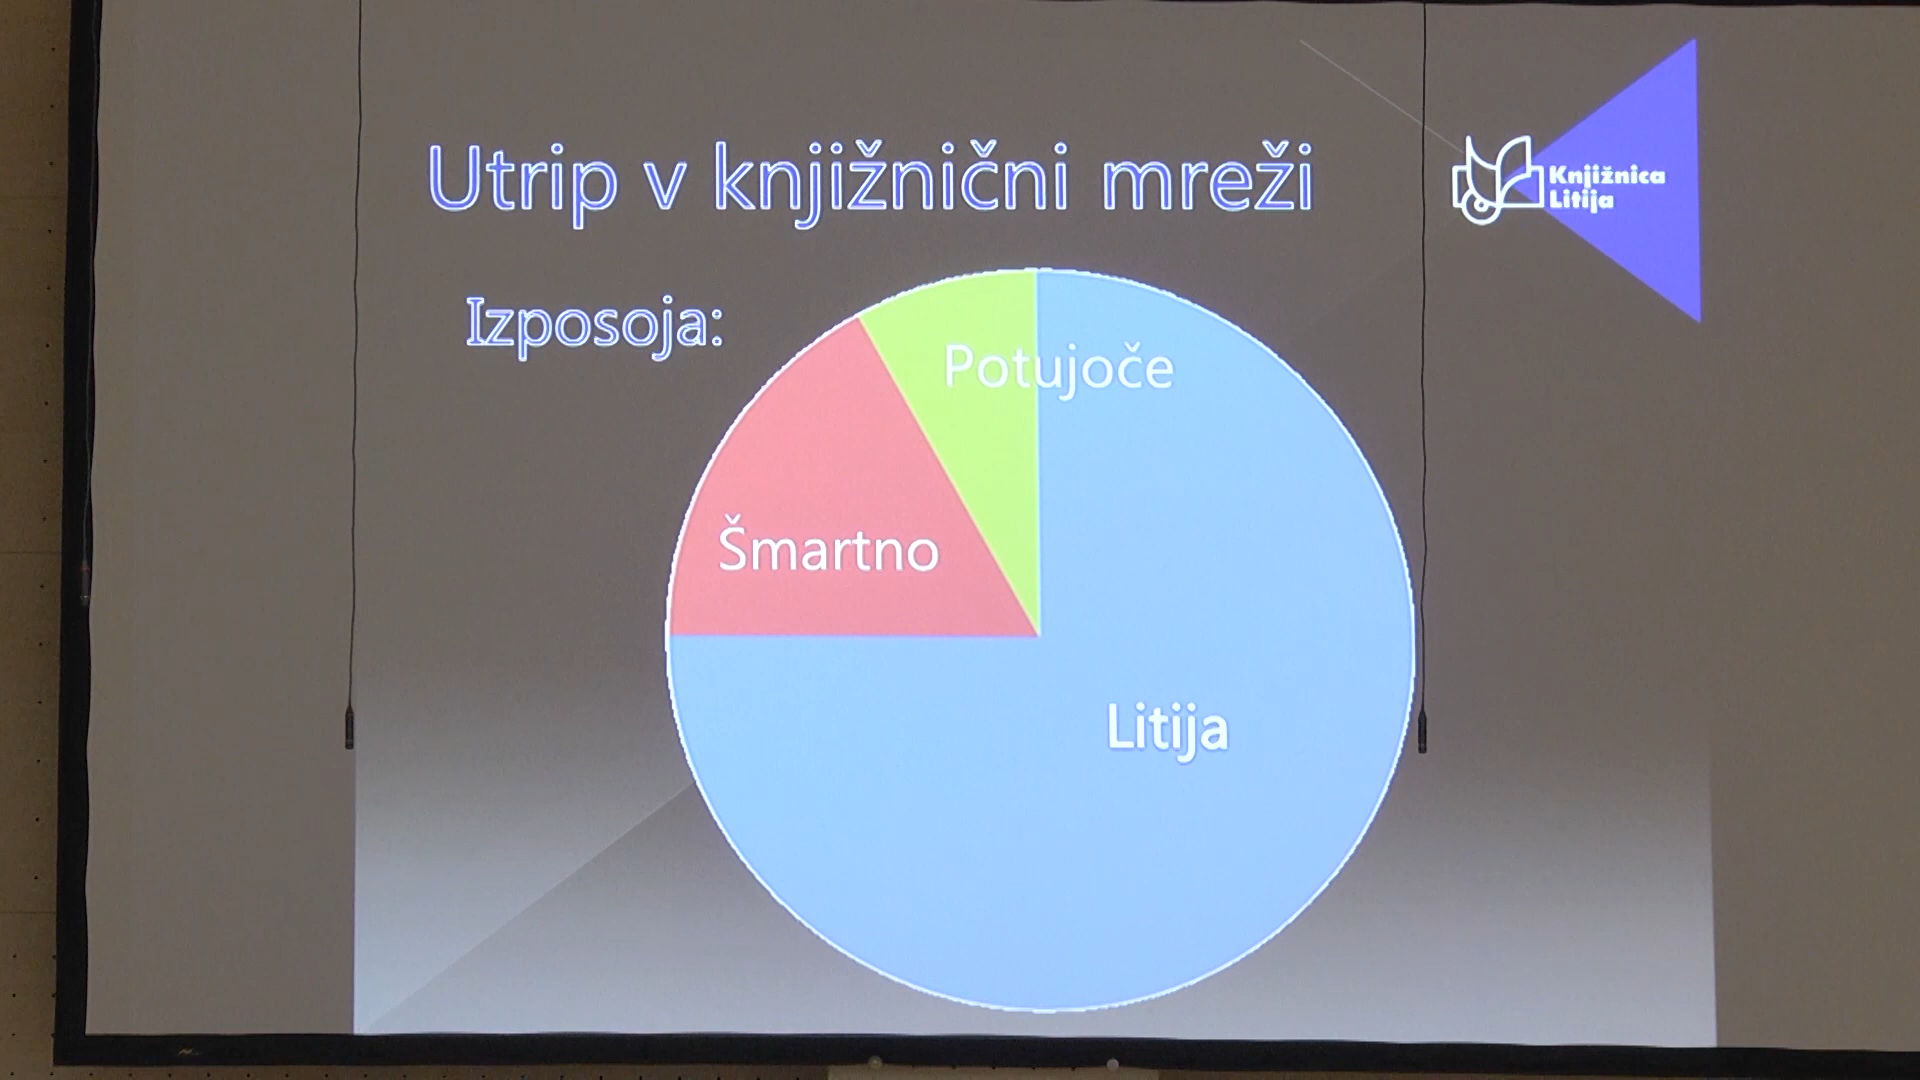 Utrip v knjižnični mreži
Knjižnica
Litija
Izposoja:
Potujoče
Šmartno
Litija